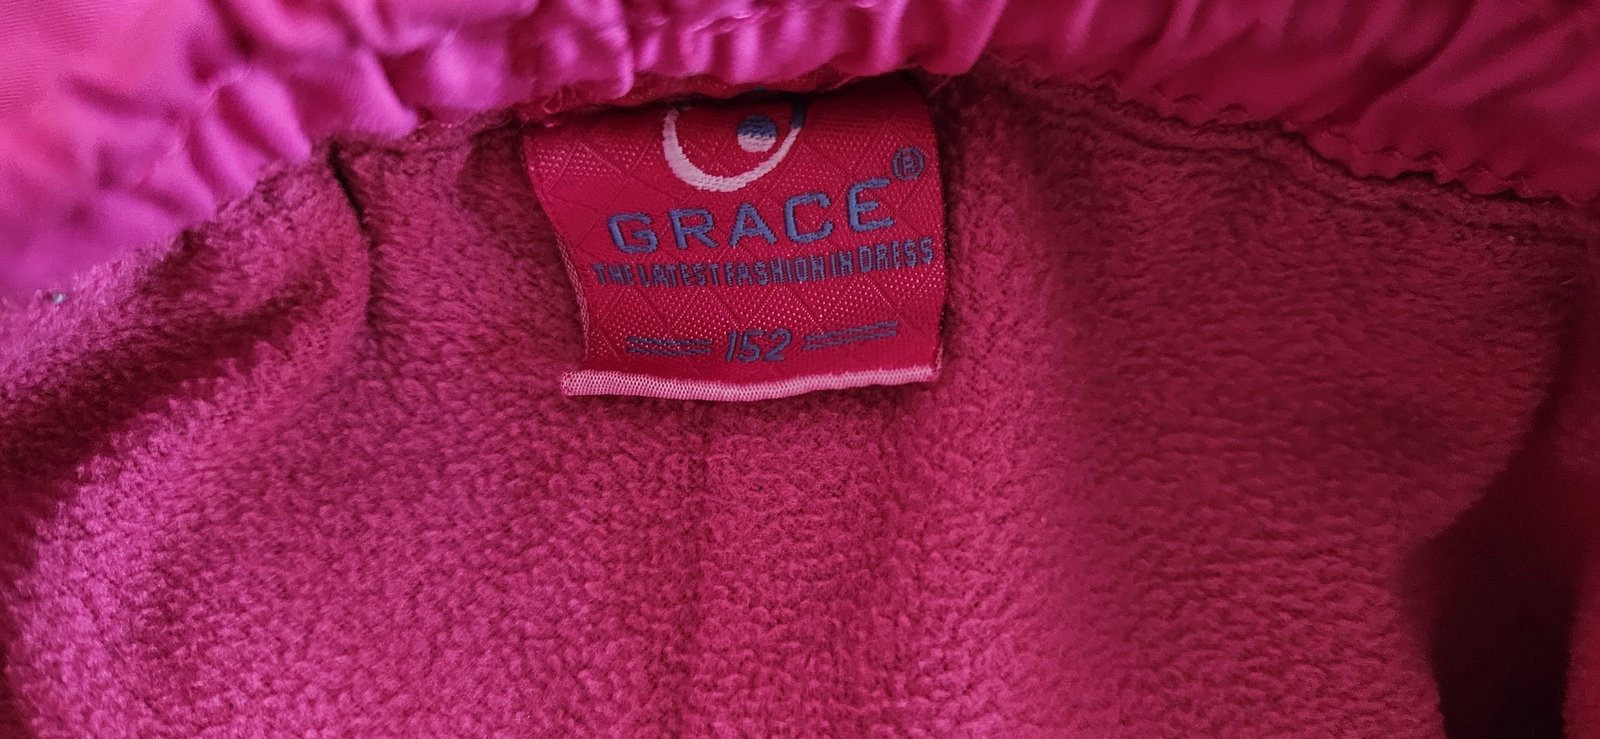 GRACE®
THE LATEST FASHION IN DRESS
152